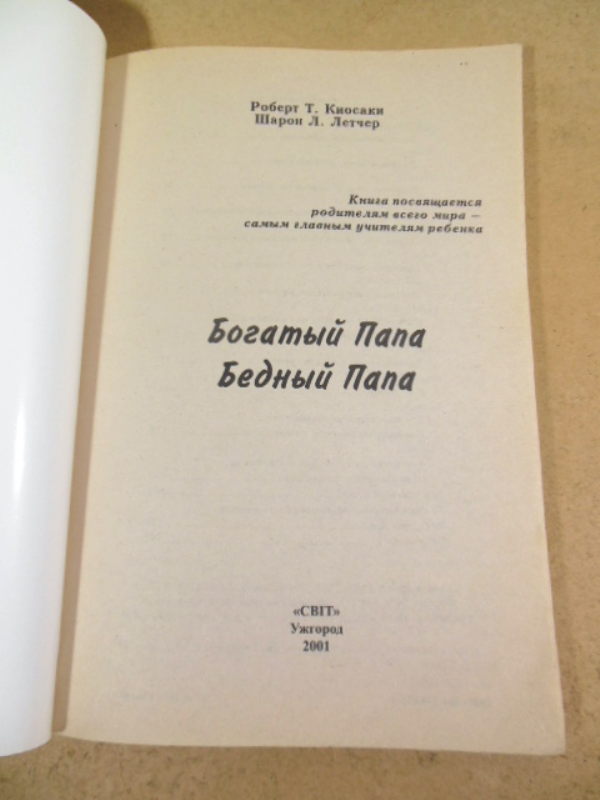 Роберт Т. Киосаки
Шарон Л. Летчер
Книга посвящается
родителям всего мира –
самым главным учителям ребенка
Богатый Папа
Бедный Папа
«СВІТ»
Ужгород
2001